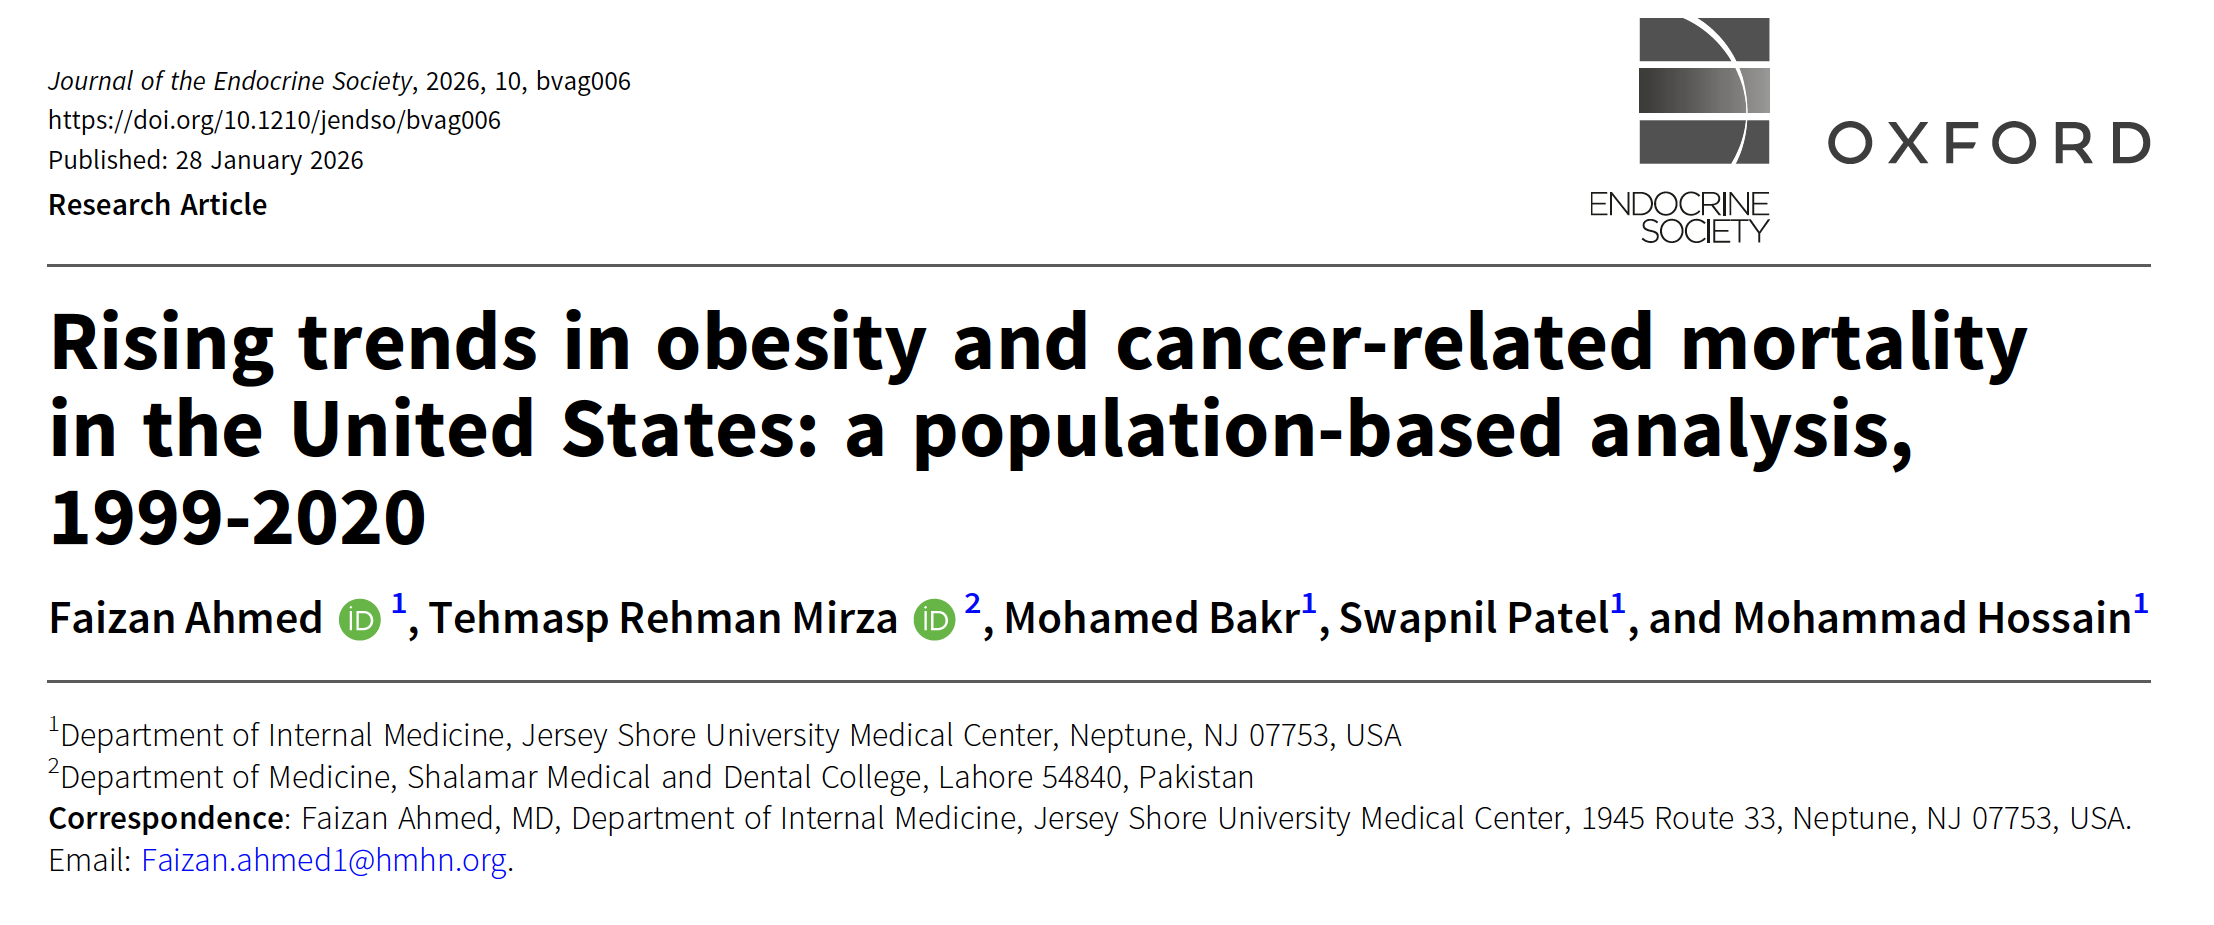 Journal of the Endocrine Society, 2026, 10, bvag006
https://doi.org/10.1210/jendso/bvag006
Published: 28 January 2026
Research Article
ENDOCRINE
SOCIETY
OXFORD
Rising trends in obesity and cancer-related mortality
in the United States: a population-based analysis,
1999-2020
Faizan Ahmed iD 1, Tehmasp Rehman Mirza iD 2, Mohamed Bakr1, Swapnil Patel1, and Mohammad Hossain1
1Department of Internal Medicine, Jersey Shore University Medical Center, Neptune, NJ 07753, USA
2Department of Medicine, Shalamar Medical and Dental College, Lahore 54840, Pakistan
Correspondence: Faizan Ahmed, MD, Department of Internal Medicine, Jersey Shore University Medical Center, 1945 Route 33, Neptune, NJ 07753, USA.
Email: Faizan.ahmed1@hmhn.org.